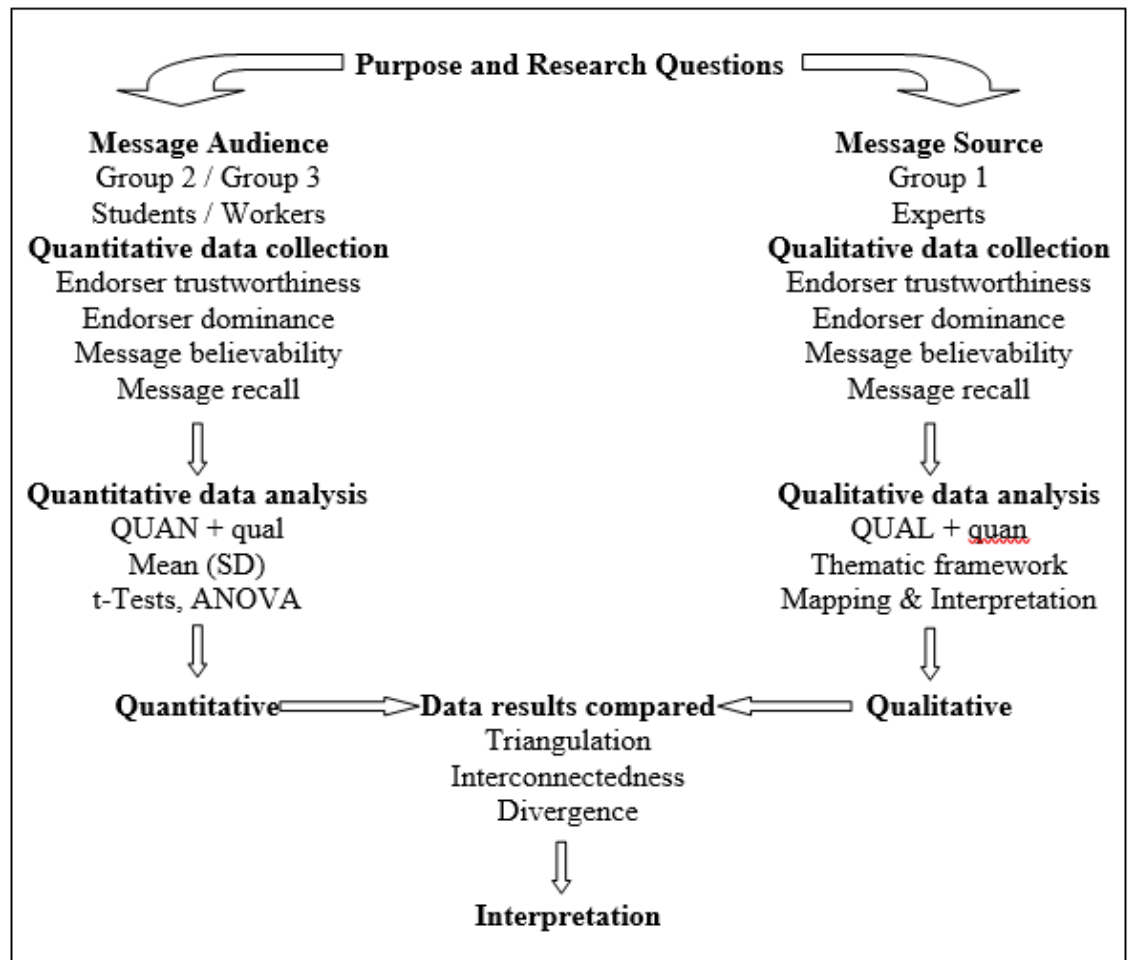 Purpose and Research Questions
Message Audience
Group 2 / Group 3
Students / Workers
Quantitative data collection
Endorser trustworthiness
Endorser dominance
Message believability
Message recall
Quantitative data analysis
QUAN + qual
Mean (SD)
t-Tests, ANOVA
Quantitative
Message Source
Group 1
Experts
Qualitative data collection
Endorser trustworthiness
Endorser dominance
Message believability
Message recall
Qualitative data analysis
QUAL + quan
Thematic framework
Mapping & Interpretation
Qualitative
Data results compared
Triangulation
Interconnectedness
Divergence
Interpretation